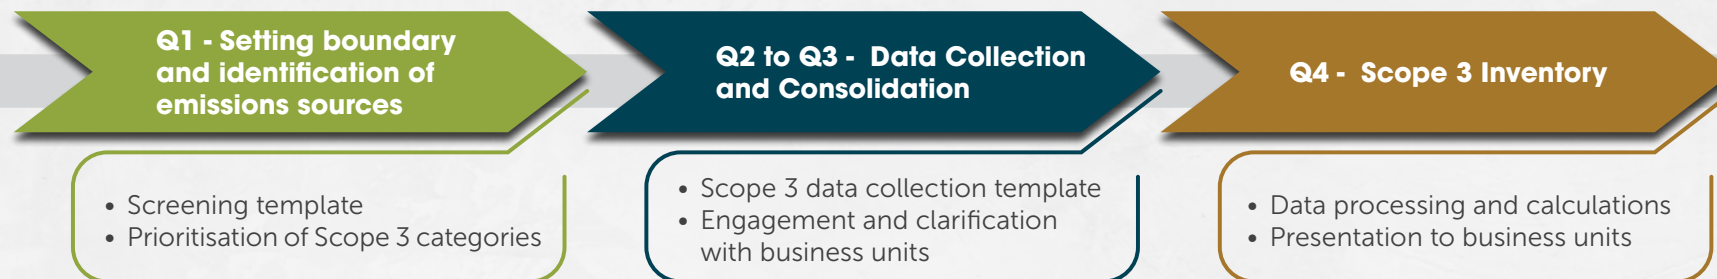 Q1 - Setting boundary
and identification of
emissions sources
• Screening template
• Prioritisation of Scope 3 categories
Q2 to Q3 - Data Collection
and Consolidation
• Scope 3 data collection template
• Engagement and clarification
with business units
Q4 - Scope 3 Inventory
• Data processing and calculations
• Presentation to business units